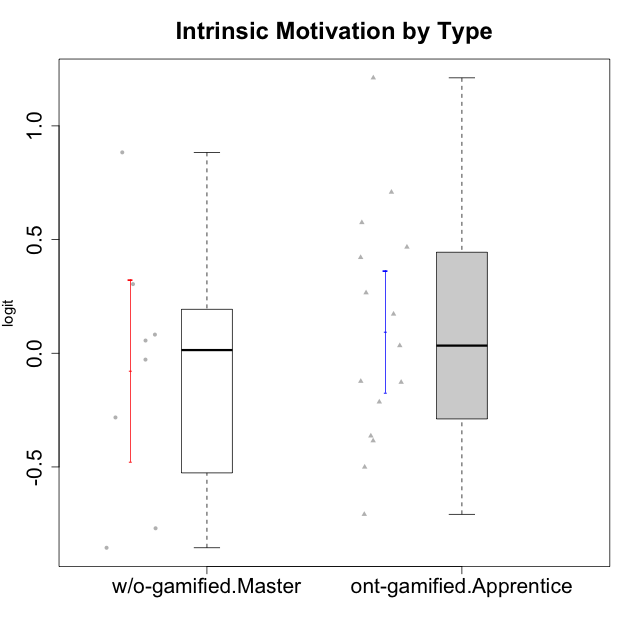 Intrinsic Motivation by Type
logit
1.0
0.5
0.0
-0.5
w/o-gamified.Master
ont-gamified.Apprentice